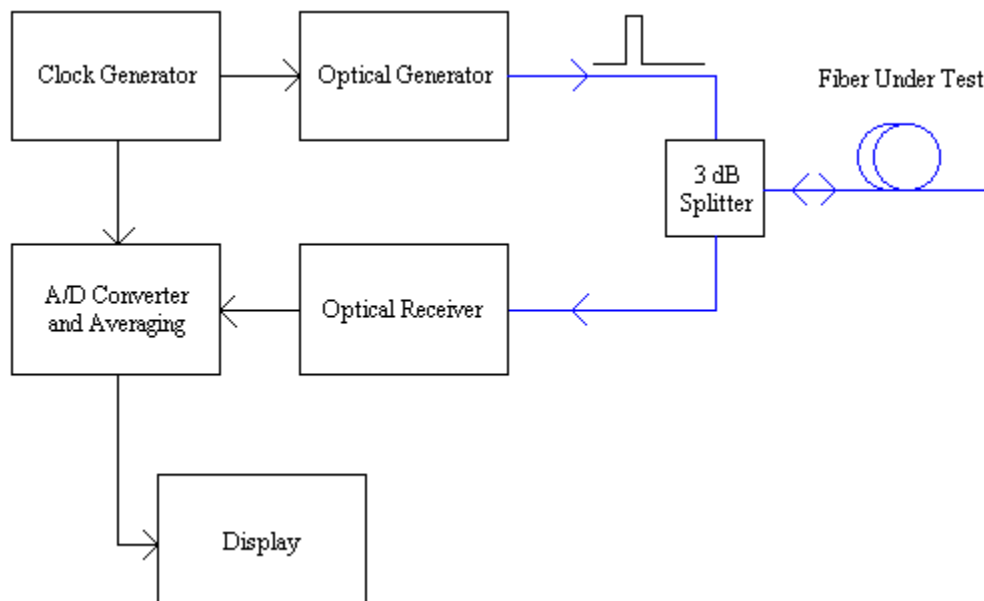 Clock Generator
Optical Generator
Fiber Under Test
3 dB
Splitter
A/D Converter
and Averaging
Optical Receiver
Display